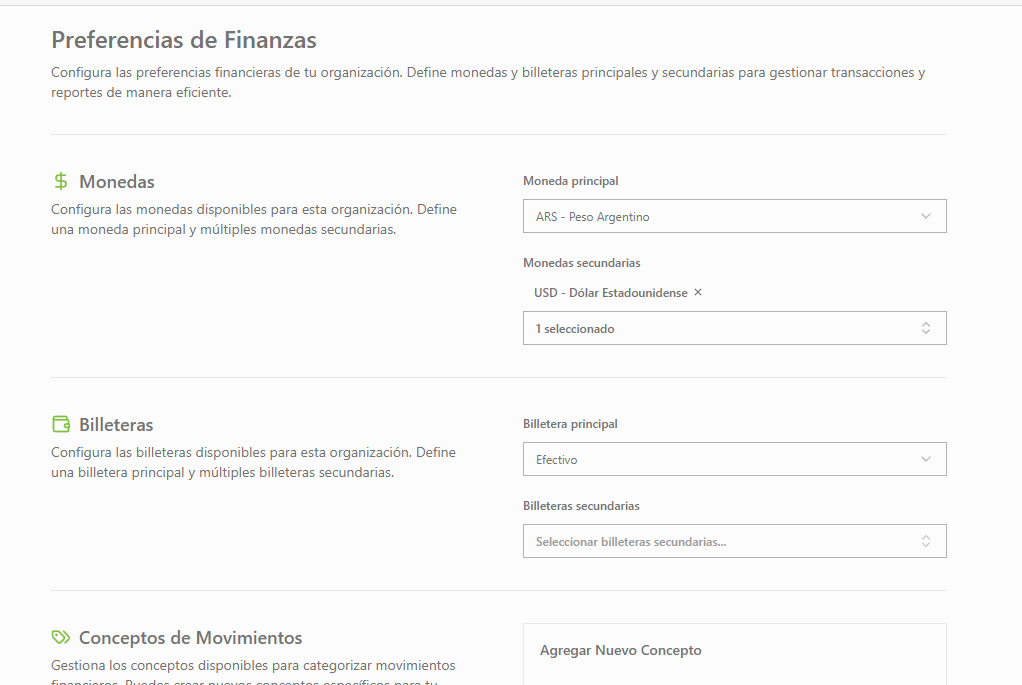 Preferencias de Finanzas
Configura las preferencias financieras de tu organización. Define monedas y billeteras principales y secundarias para gestionar transacciones y
reportes de manera eficiente.
Monedas
Configura las monedas disponibles para esta organización. Define
una moneda principal y múltiples monedas secundarias.
Moneda principal
ARS - Peso Argentino
Monedas secundarias
USD - Dólar Estadounidense ×
1 seleccionado
Billeteras
Configura las billeteras disponibles para esta organización. Define
una billetera principal y múltiples billeteras secundarias.
Billetera principal
Efectivo
Billeteras secundarias
Seleccionar billeteras secundarias...
Conceptos de Movimientos
Gestiona los conceptos disponibles para categorizar movimientos
financieros. Puedes crear nuevos conceptos específicos para tu
Agregar Nuevo Concepto